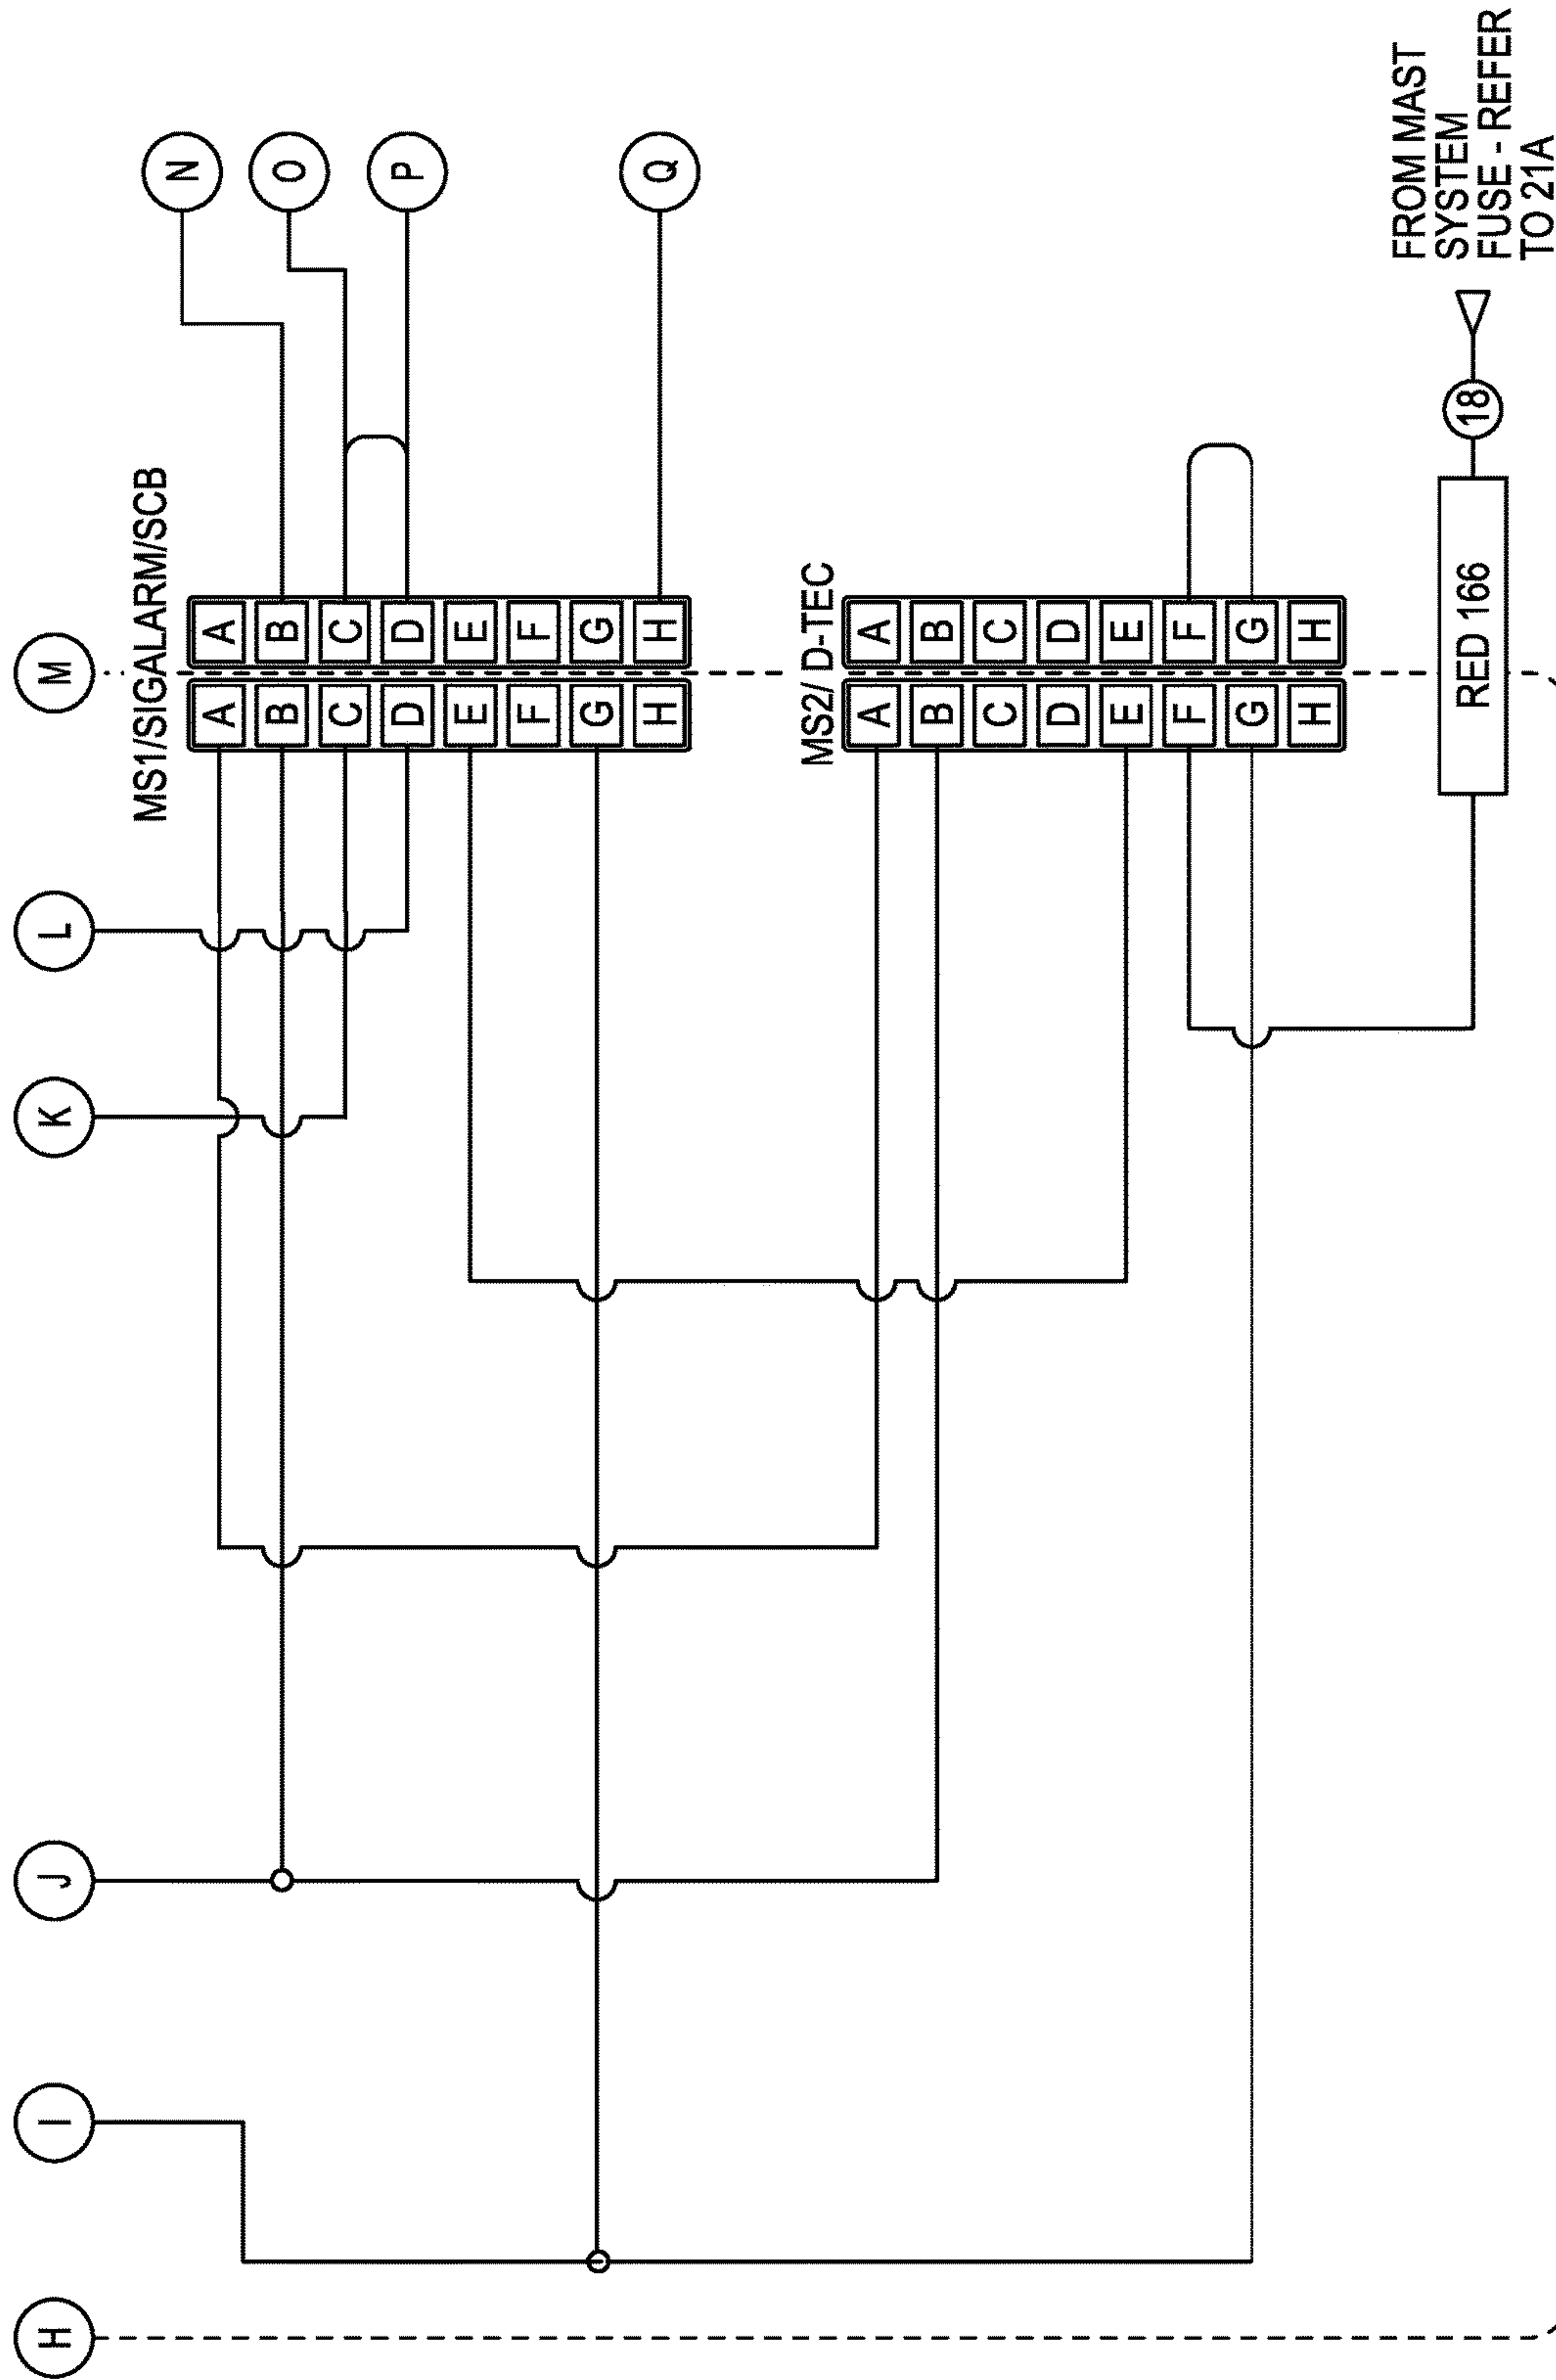 H I J K L M
MS1/SIGALARM/SCB
N
A A
B B
O
C C
D D
P
E E
F F
G G
H H
Q
MS2/ D-TEC
A A
B B
C C
D D
E E
F F
G G
H H
RED 166
18
FROM MAST
SYSTEM
FUSE - REFER
TO 21A